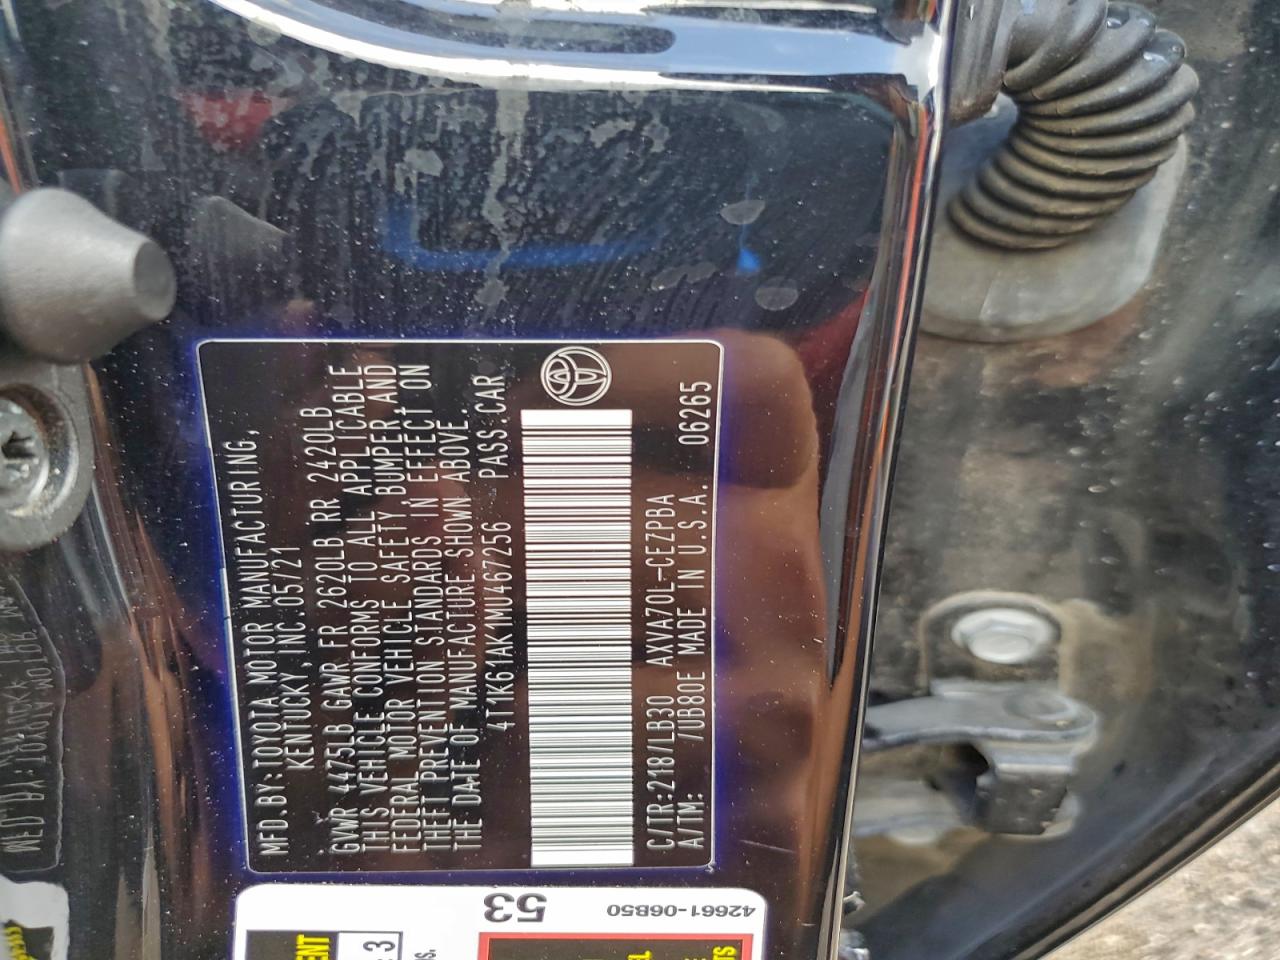 MFD.BY:TOYOTA MOTOR MANUFACTURING.,
KENTUCKY, INC.05/21
GVWR 4475LB GAWR FR 2620LB RR 2420LB
THIS VEHICLE CONFORMS TO ALL APPLICABLE
FEDERAL MOTOR VEHICLE SAFETY BUMPER AND
THEFT PREVENTION STANDARDS IN EFFECT ON
THE DATE OF MANUFACTURE SHOWN ABOVE.
4T1K61AK1MU467256 PASS.CAR
C/TR:218/LB30 AXVA70L-CEZPBA
A/TM: /UB80E MADE IN U.S.A. 06265
53
42661-06B50